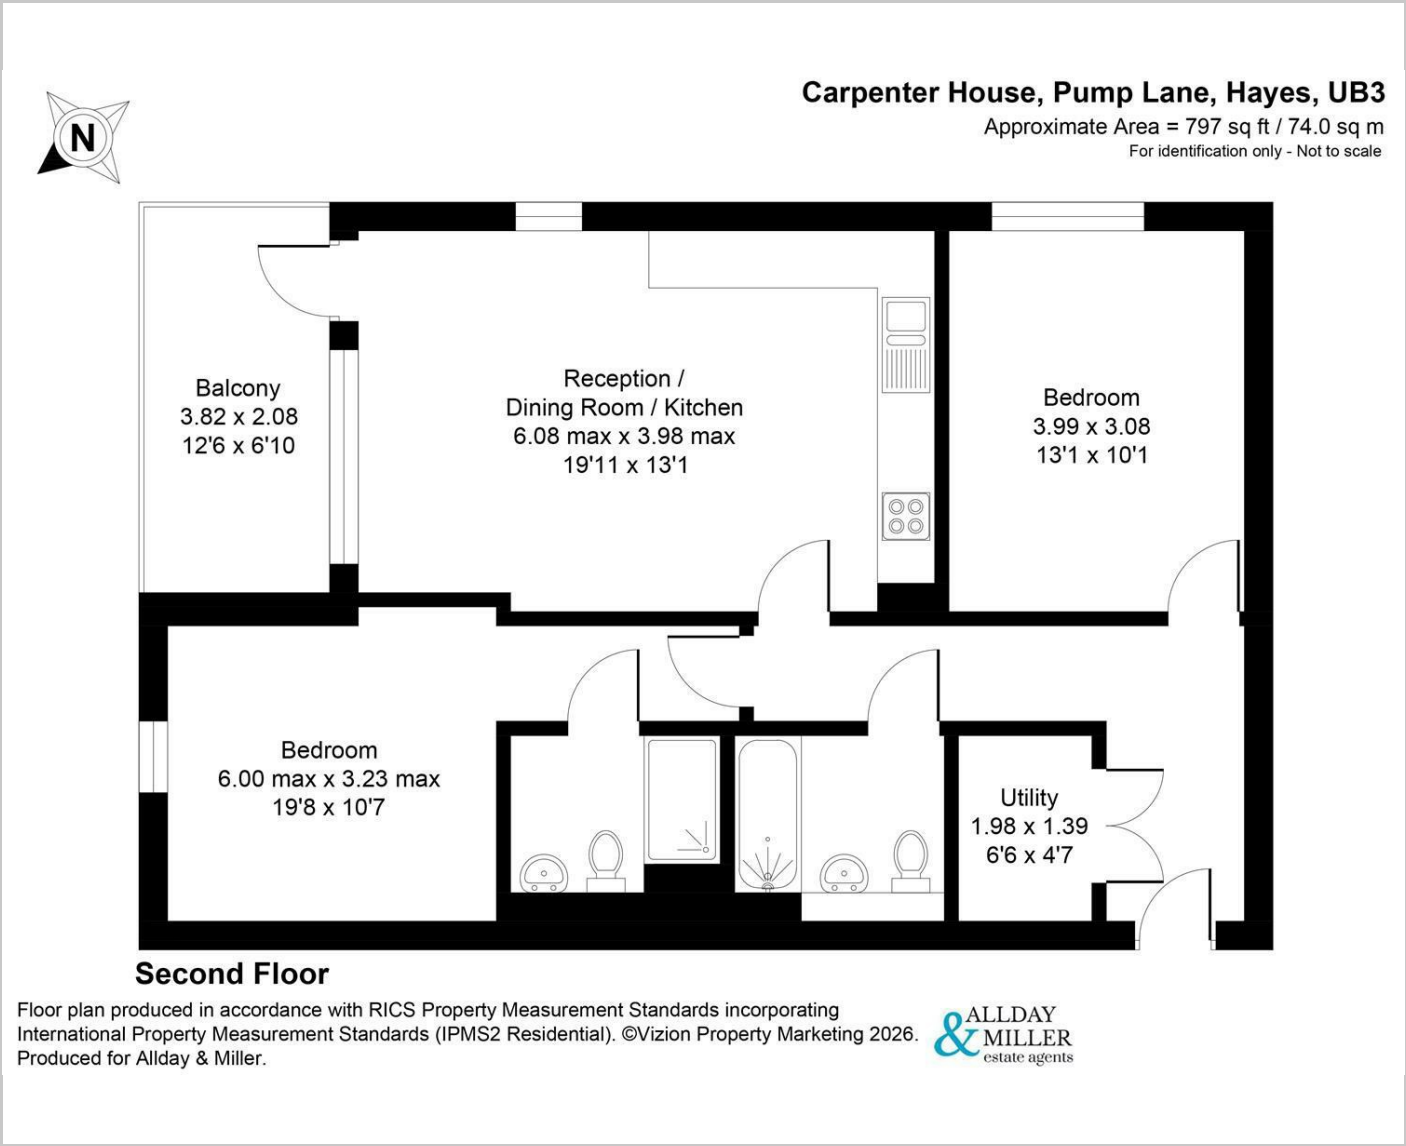 N
Carpenter House, Pump Lane, Hayes, UB3
Approximate Area = 797 sq ft / 74.0 sq m
For identification only - Not to scale
Balcony
3.82 x 2.08
12'6 x 6'10
Reception /
Dining Room / Kitchen
6.08 max x 3.98 max
19'11 x 13'1
Bedroom
3.99 x 3.08
13'1 x 10'1
Bedroom
6.00 max x 3.23 max
19'8 x 10'7
Utility
1.98 x 1.39
6'6 x 4'7
Second Floor
Floor plan produced in accordance with RICS Property Measurement Standards incorporating
International Property Measurement Standards (IPMS2 Residential). ©Vizion Property Marketing 2026.
Produced for Allday & Miller.
ALLDAY
& MILLER
estate agents